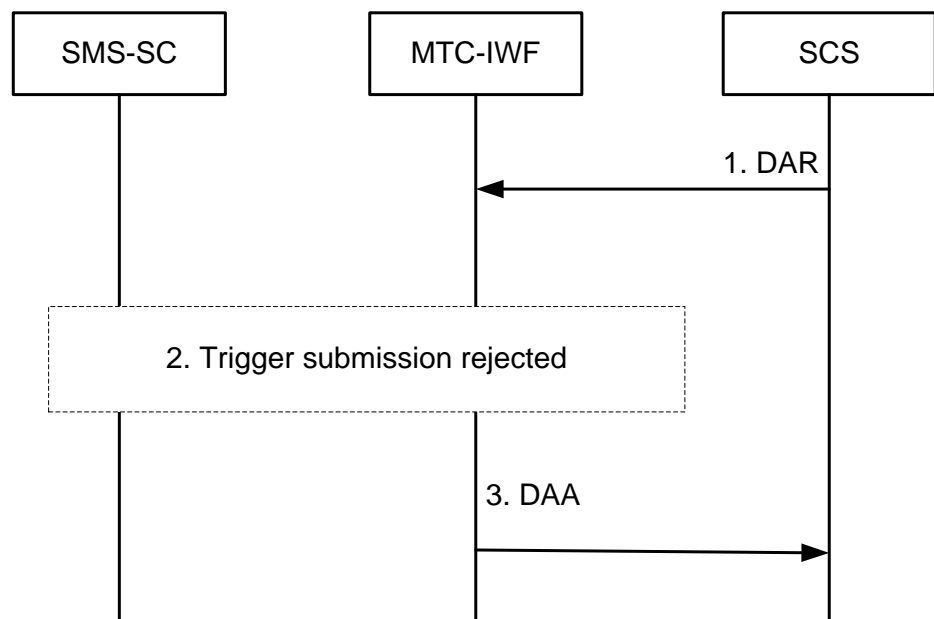 SMS-SC
MTC-IWF
SCS
1. DAR
2. Trigger submission rejected
3. DAA